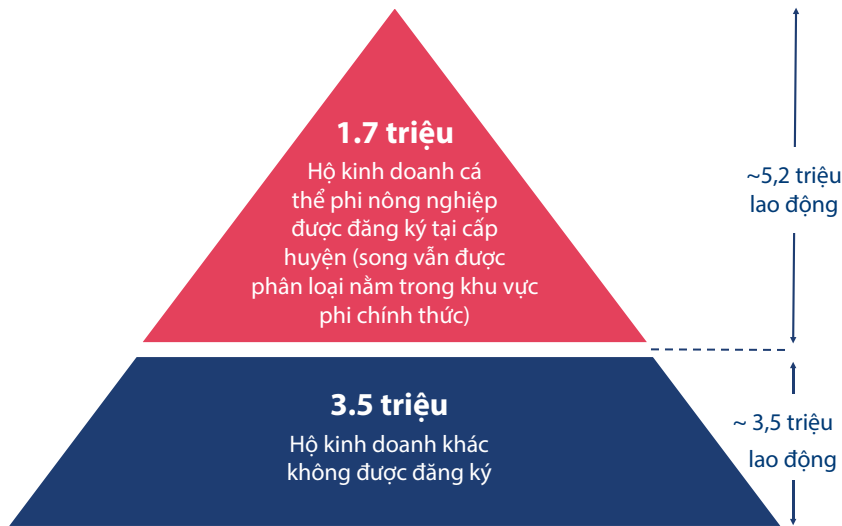 1.7 triệu
Hộ kinh doanh cá
thể phi nông nghiệp
được đăng ký tại cấp
huyện (song vẫn được
phân loại nằm trong khu vực
phi chính thức)
~5,2 triệu
lao động
3.5 triệu
Hộ kinh doanh khác
không được đăng ký
~ 3,5 triệu
lao động